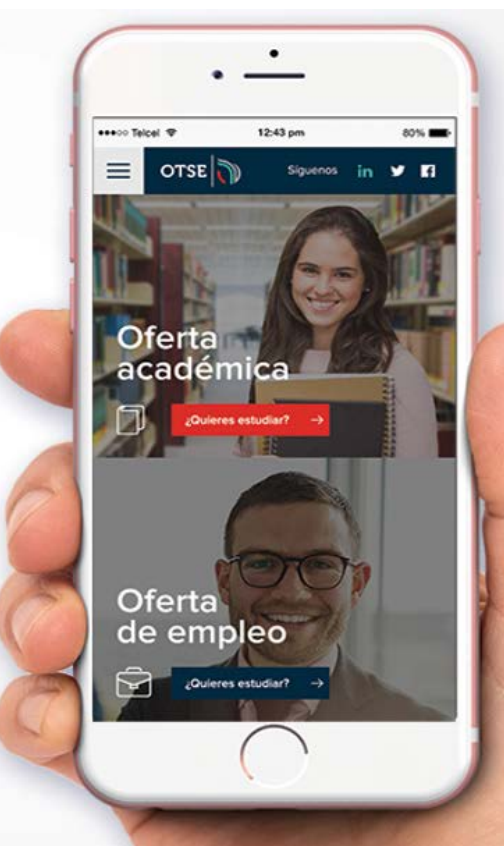 Telcel
12:43 pm
80%
OTSE
Síguenos
in
Oferta
académica
¿Quieres estudiar? →
Oferta
de empleo
¿Quieres estudiar? →